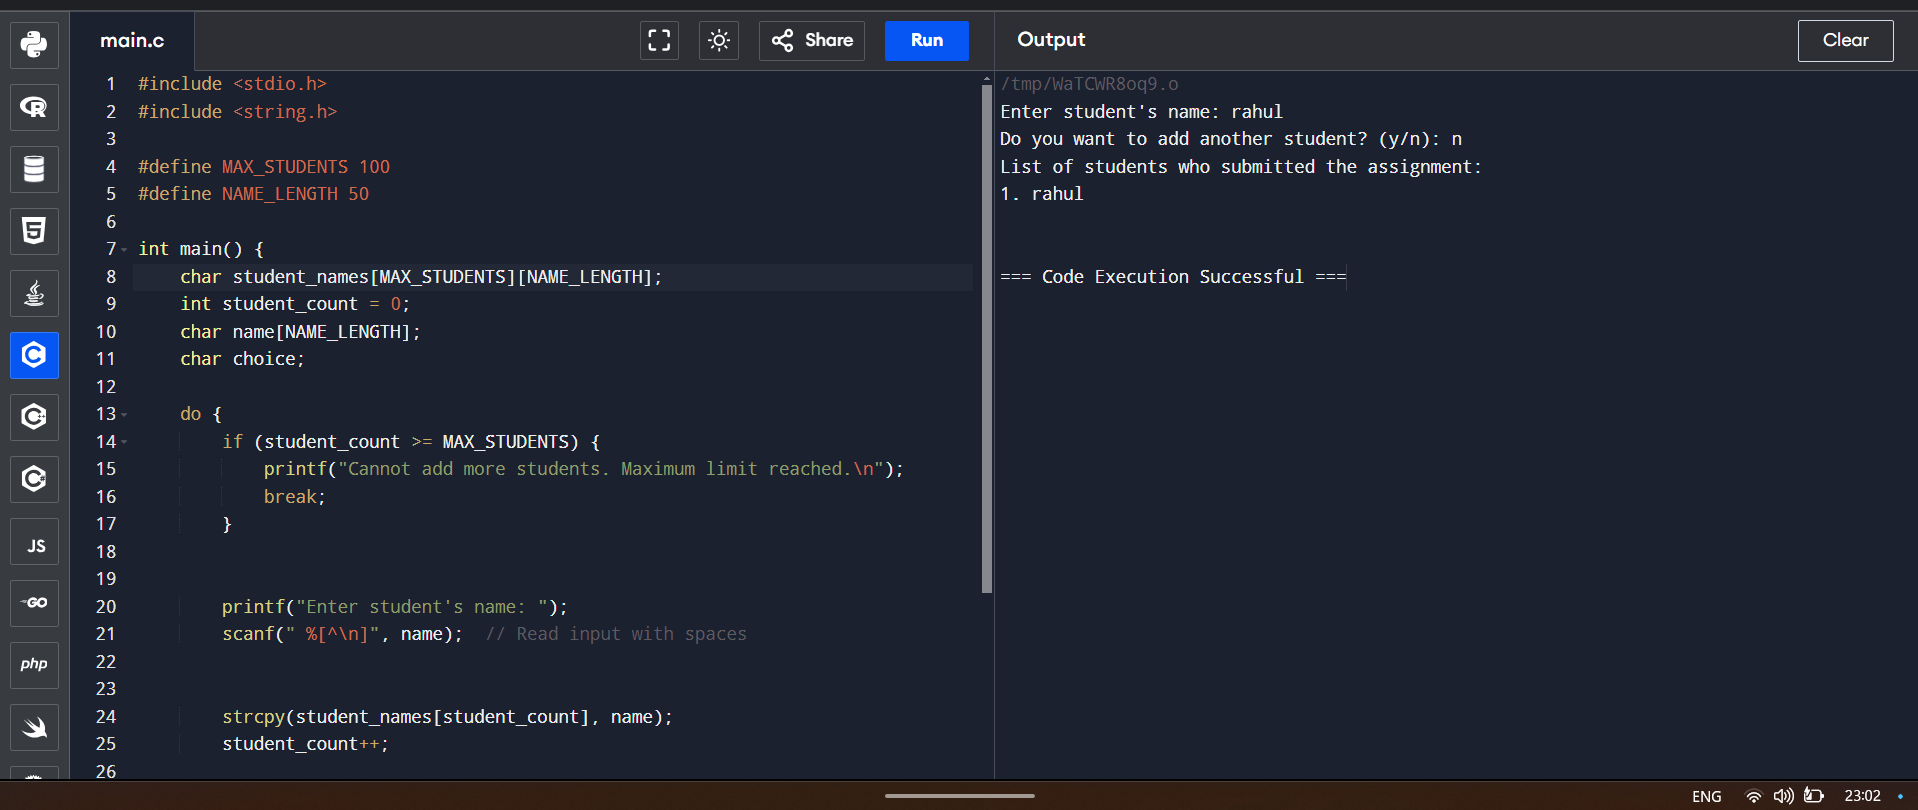 main.c
Share
Run
Output
Clear
1 #include <stdio.h>
2 #include <string.h>
3
4 #define MAX_STUDENTS 100
5 #define NAME_LENGTH 50
6
7 int main() {
8 char student_names[MAX_STUDENTS][NAME_LENGTH];
9 int student_count = 0;
10 char name[NAME_LENGTH];
11 char choice;
12
13 do {
14 if (student_count >= MAX_STUDENTS) {
15 printf("Cannot add more students. Maximum limit reached.\n");
16 break;
17 }
18
19
20 printf("Enter student's name: ");
21 scanf(" %[^\n]", name);  // Read input with spaces
22
23
24 strcpy(student_names[student_count], name);
25 student_count++;
26
/tmp/WaTCWR8oq9.o
Enter student's name: rahul
Do you want to add another student? (y/n): n
List of students who submitted the assignment:
1. rahul
=== Code Execution Successful ===
R
5
C
C++
C
JS
GO
php
ENG
23:02